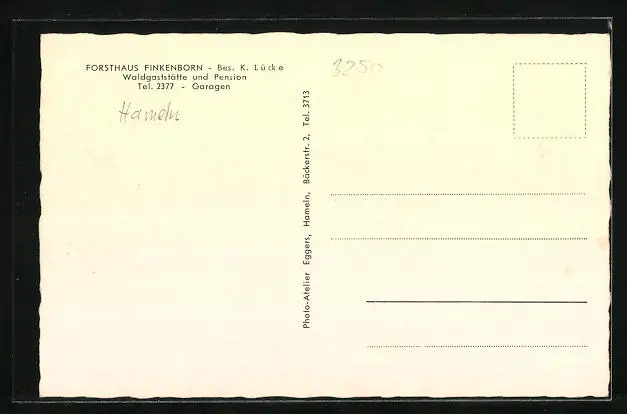 FORSTHAUS FINKENBORN - Bes. K. Lücke
Waldgaststätte und Pension
Tel. 2377 - Garagen
Hameln
Photo-Atelier Eggers, Hameln, Bäckerstr. 2, Tel. 3713
3250